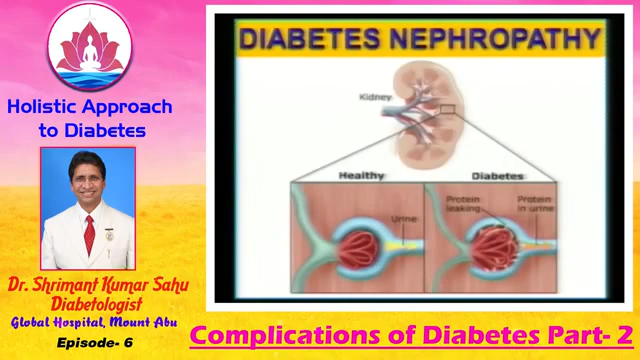 Holistic Approach
to Diabetes
Dr. Shrimant Kumar Sahu
Diabetologist
Global Hospital, Mount Abu
Episode- 6
DIABETES NEPHROPATHY
Kidney
Healthy
Diabetes
Urine
Protein
leaking
Protein
in urine
Complications of Diabetes Part- 2